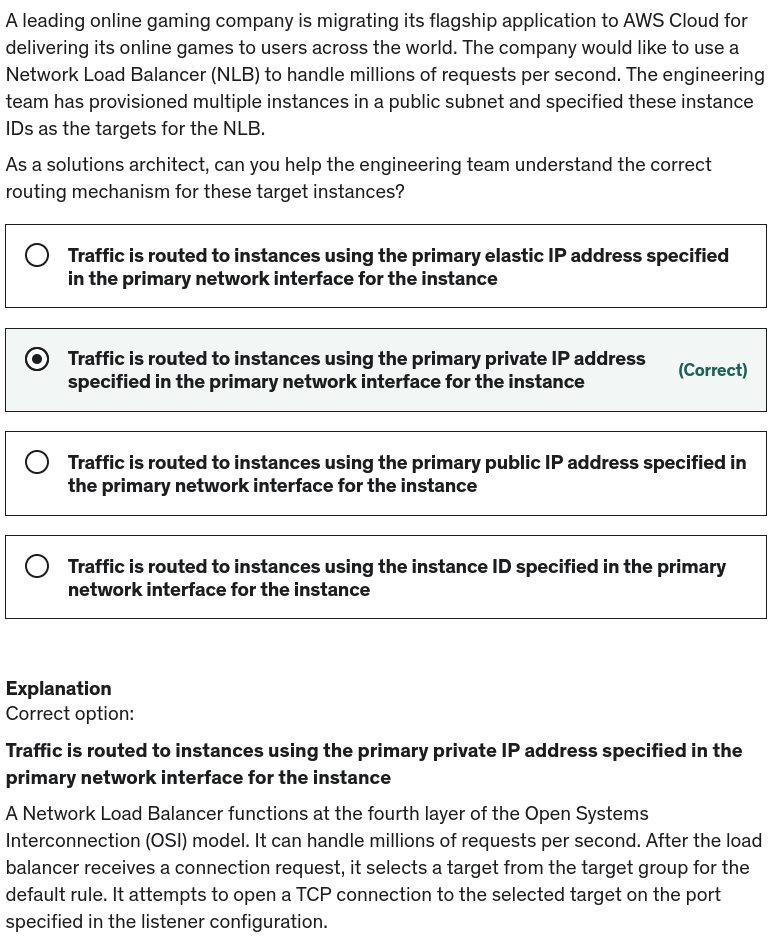 A leading online gaming company is migrating its flagship application to AWS Cloud for
delivering its online games to users across the world. The company would like to use a
Network Load Balancer (NLB) to handle millions of requests per second. The engineering
team has provisioned multiple instances in a public subnet and specified these instance
IDs as the targets for the NLB.
As a solutions architect, can you help the engineering team understand the correct
routing mechanism for these target instances?
Traffic is routed to instances using the primary elastic IP address specified
in the primary network interface for the instance
Traffic is routed to instances using the primary private IP address
specified in the primary network interface for the instance
(Correct)
Traffic is routed to instances using the primary public IP address specified in
the primary network interface for the instance
Traffic is routed to instances using the instance ID specified in the primary
network interface for the instance
Explanation
Correct option:
Traffic is routed to instances using the primary private IP address specified in the
primary network interface for the instance
A Network Load Balancer functions at the fourth layer of the Open Systems
Interconnection (OSI) model. It can handle millions of requests per second. After the load
balancer receives a connection request, it selects a target from the target group for the
default rule. It attempts to open a TCP connection to the selected target on the port
specified in the listener configuration.